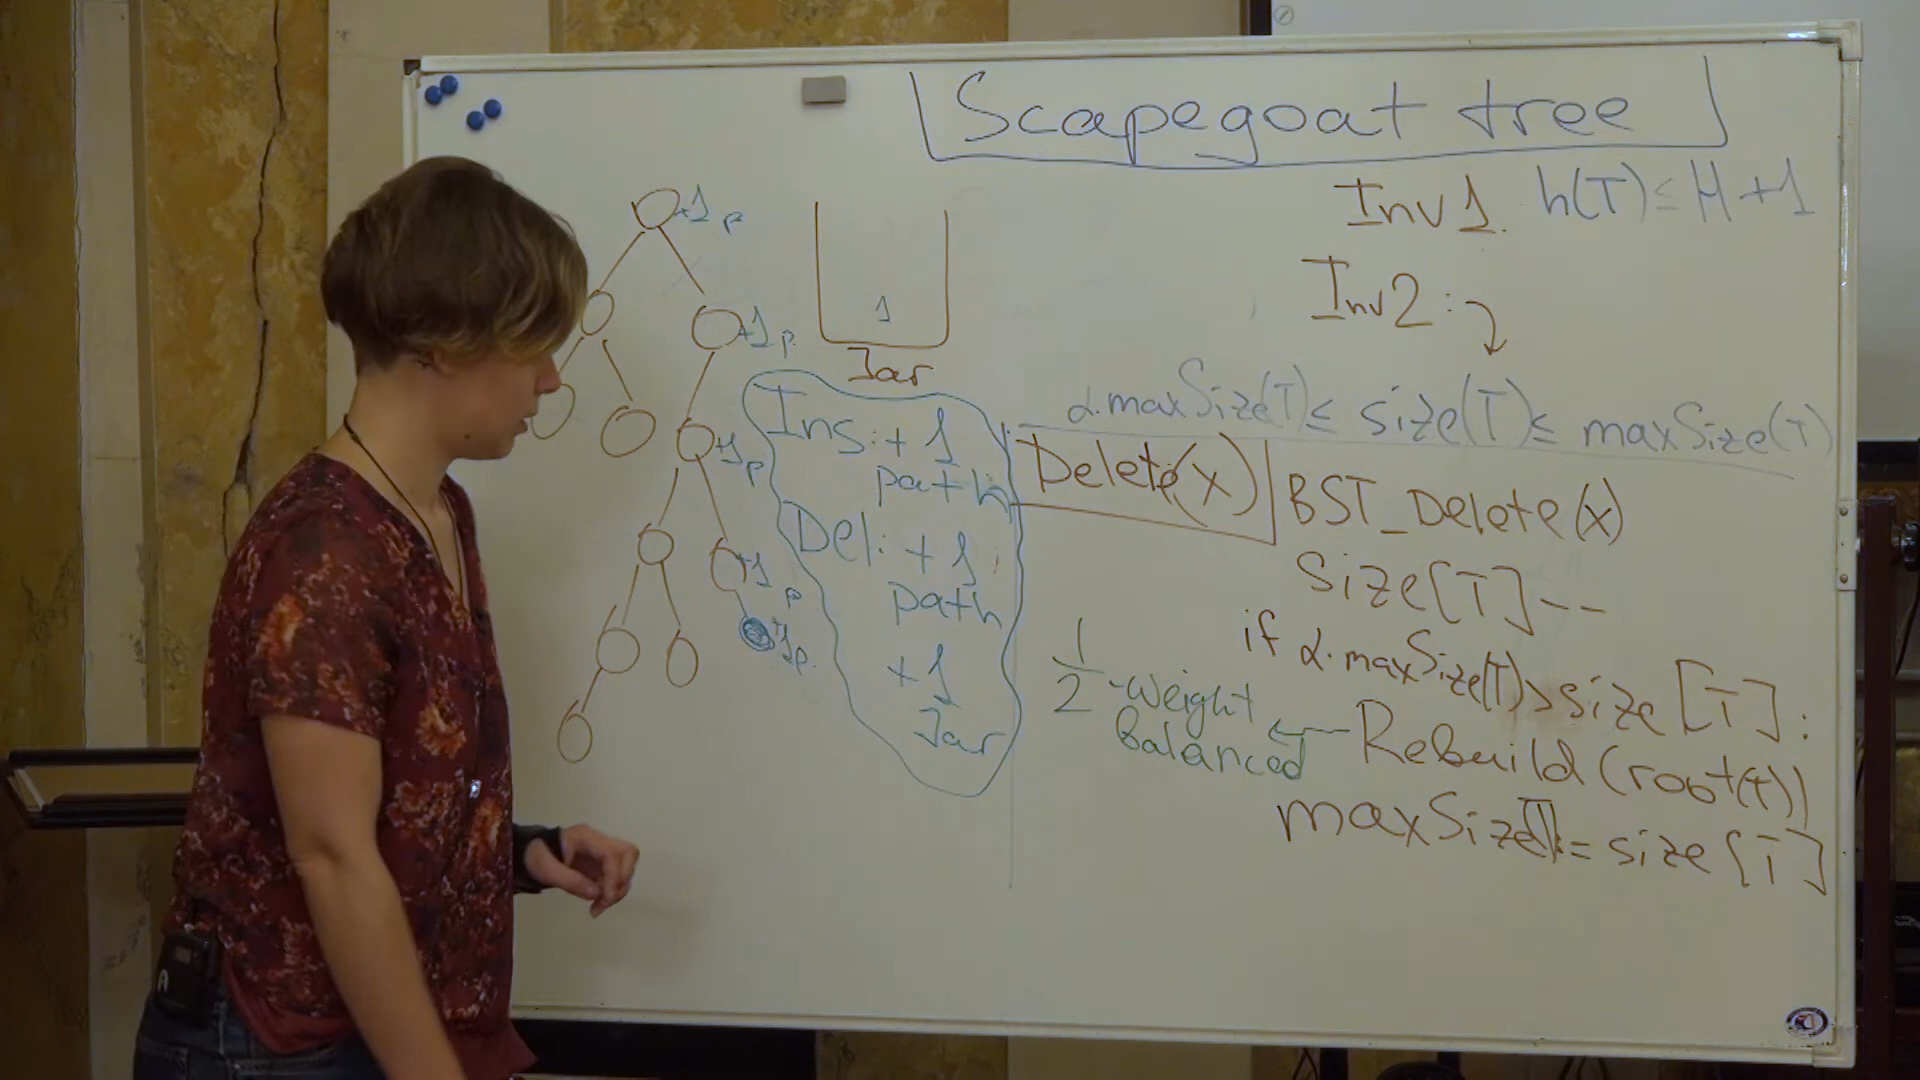 Scapegoat tree
Inv 1. h(T) ≤ H + 1
Inv 2:
α·maxSize(T) ≤ size(T) ≤ maxSize(T)
Delete(x)
BST_Delete(x)
Size[T]--
if α·maxSize(T) > size[T]:
Rebuild(root(T))
maxSize[T] = size[T]
1/2-weight
balanced
+1 p
+1 p
+1 p
+1 p
+1 p.
1
Jar
Ins: + 1
path
Del: + 1
path
+1
Jar